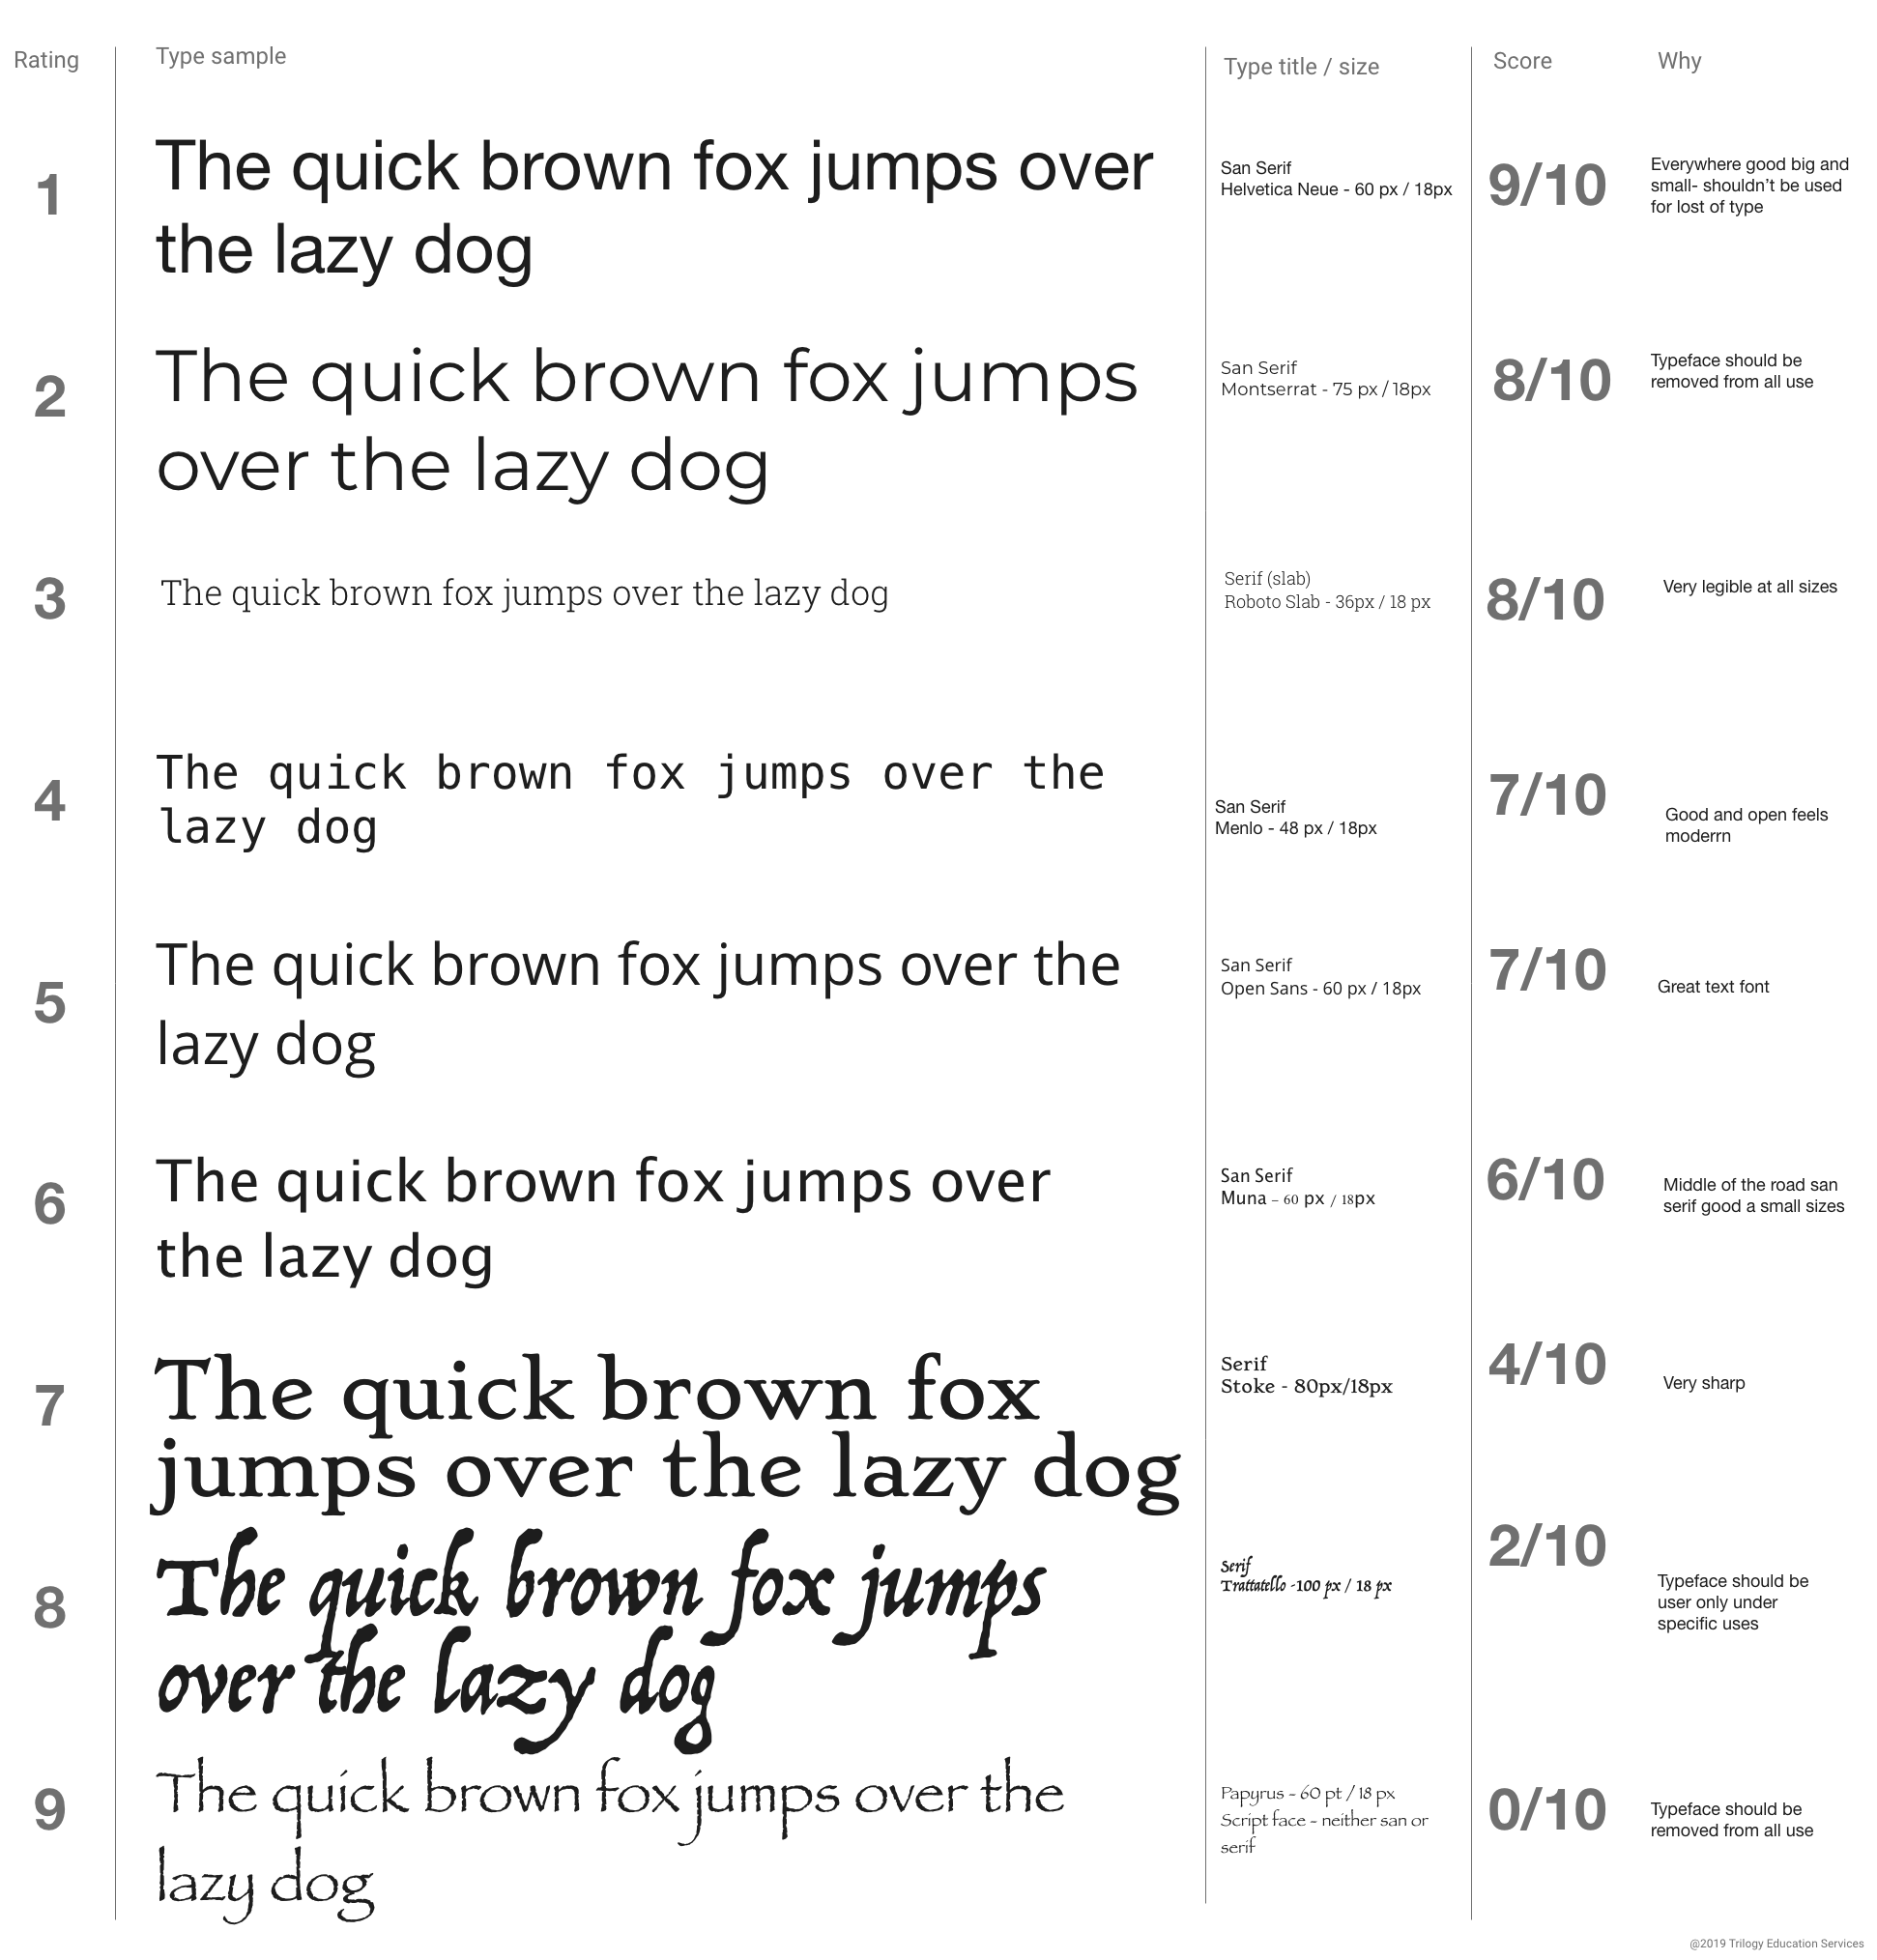 Rating
Type sample
Type title / size
Score
Why
1
The quick brown fox jumps over
the lazy dog
San Serif
Helvetica Neue - 60 px / 18px
9/10
Everywhere good big and
small- shouldn't be used
for lost of type
2
The quick brown fox jumps
over the lazy dog
San Serif
Montserrat - 75 px / 18px
8/10
Typeface should be
removed from all use
3
The quick brown fox jumps over the lazy dog
Serif (slab)
Roboto Slab - 36px / 18 px
8/10
Very legible at all sizes
4
The quick brown fox jumps over the
lazy dog
San Serif
Menlo - 48 px / 18px
7/10
Good and open feels
moderrn
5
The quick brown fox jumps over the
lazy dog
San Serif
Open Sans - 60 px / 18px
7/10
Great text font
6
The quick brown fox jumps over
the lazy dog
San Serif
Muna – 60 px / 18px
6/10
Middle of the road san
serif good a small sizes
7
The quick brown fox
jumps over the lazy dog
Serif
Stoke - 80px/18px
4/10
Very sharp
8
The quick brown fox jumps
over the lazy dog
Serif
Trattatello -100 px / 18 px
2/10
Typeface should be
user only under
specific uses
9
The quick brown fox jumps over the
lazy dog
Papyrus - 60 pt / 18 px
Script face - neither san or
serif
0/10
Typeface should be
removed from all use
@2019 Trilogy Education Services